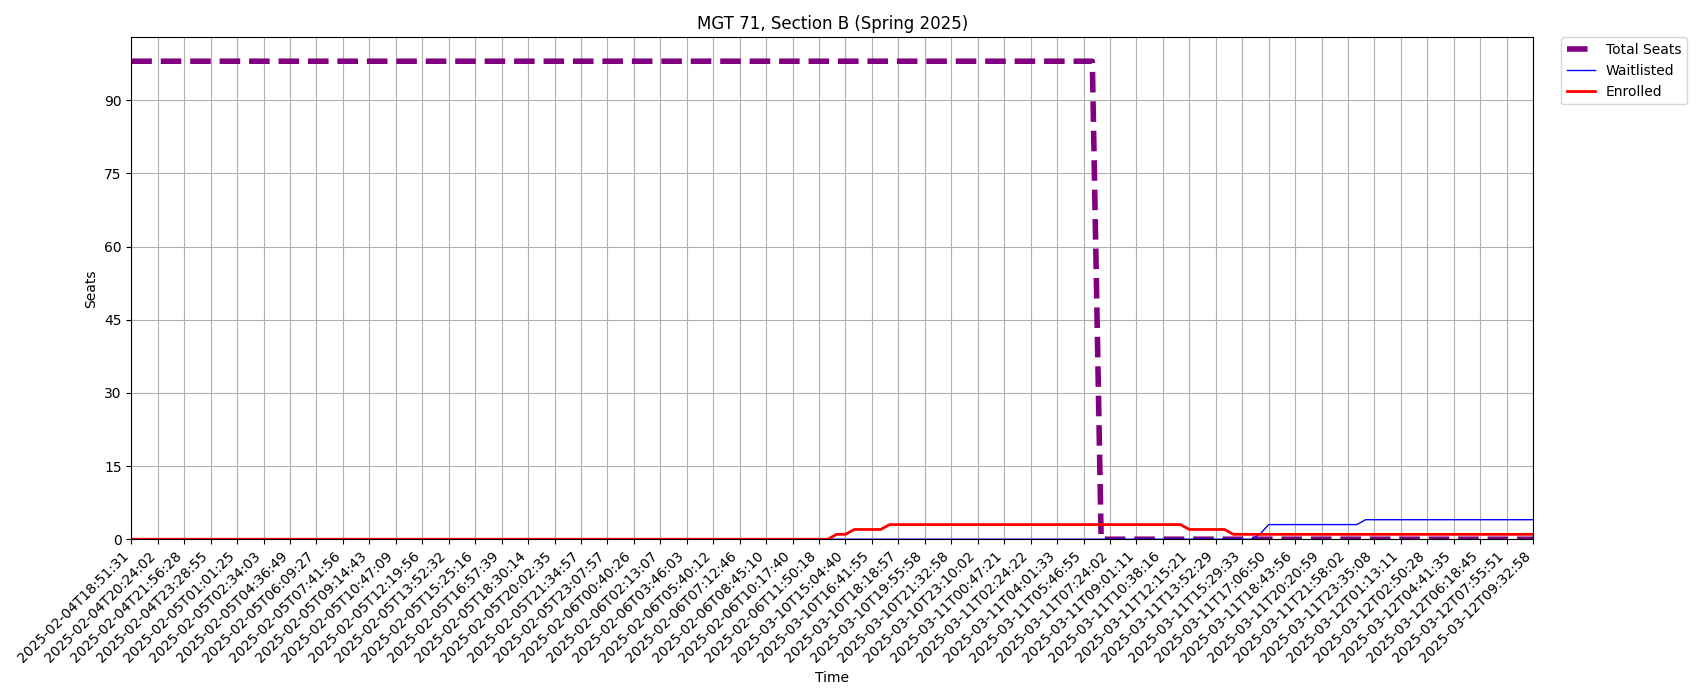 MGT 71, Section B (Spring 2025)
Total Seats
Waitlisted
Enrolled
90
75
60
45
30
15
0
Seats
2025-02-04T18:51:31
2025-02-04T20:24:02
2025-02-04T21:56:28
2025-02-04T23:28:55
2025-02-05T01:01:25
2025-02-05T02:34:03
2025-02-05T04:36:49
2025-02-05T06:09:27
2025-02-05T07:41:56
2025-02-05T09:14:43
2025-02-05T10:47:09
2025-02-05T12:19:56
2025-02-05T13:52:32
2025-02-05T15:25:16
2025-02-05T16:57:39
2025-02-05T18:30:14
2025-02-05T20:02:35
2025-02-05T21:34:57
2025-02-05T23:07:57
2025-02-06T00:40:26
2025-02-06T02:13:07
2025-02-06T03:46:03
2025-02-06T05:40:12
2025-02-06T07:12:46
2025-02-06T08:45:10
2025-02-06T10:17:40
2025-02-06T11:50:18
2025-03-10T15:04:40
2025-03-10T16:41:55
2025-03-10T18:18:57
2025-03-10T19:55:58
2025-03-10T21:32:58
2025-03-10T23:10:02
2025-03-11T00:47:21
2025-03-11T02:24:22
2025-03-11T04:01:33
2025-03-11T05:46:55
2025-03-11T07:24:02
2025-03-11T09:01:11
2025-03-11T10:38:16
2025-03-11T12:15:21
2025-03-11T13:52:29
2025-03-11T15:29:33
2025-03-11T17:06:50
2025-03-11T18:43:56
2025-03-11T20:20:59
2025-03-11T21:58:02
2025-03-11T23:35:08
2025-03-12T01:13:11
2025-03-12T02:50:28
2025-03-12T04:41:35
2025-03-12T06:18:45
2025-03-12T07:55:51
2025-03-12T09:32:58
Time